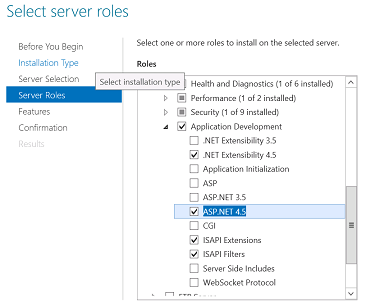 Select server roles
Before You Begin
Installation Type
Server Selection
Server Roles
Features
Confirmation
Results
Select one or more roles to install on the selected server.
Roles
Select installation type
Health and Diagnostics (1 of 6 installed)
Performance (1 of 2 installed)
Security (1 of 9 installed)
Application Development
.NET Extensibility 3.5
.NET Extensibility 4.5
Application Initialization
ASP
ASP.NET 3.5
ASP.NET 4.5
CGI
ISAPI Extensions
ISAPI Filters
Server Side Includes
WebSocket Protocol